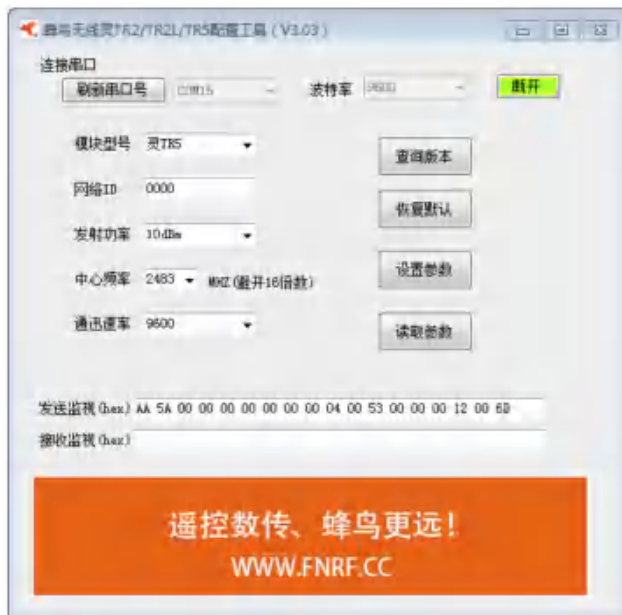 蜂鸟无线灵TR2/TR2L/TR5配置工具（V3.03）
连接串口
刷新串口号 COM15 波特率 9600 断开
模块型号 灵TR5 查询版本
网络ID 0000 恢复默认
发射功率 10dBm
中心频率 2483 MHZ(避开16倍数) 设置参数
通迅速率 9600 读取参数
发送监视(hex) AA 5A 00 00 00 00 00 00 00 04 00 53 00 00 00 12 00 6D
接收监视(hex)
遥控数传、蜂鸟更远！
WWW.FNRF.CC